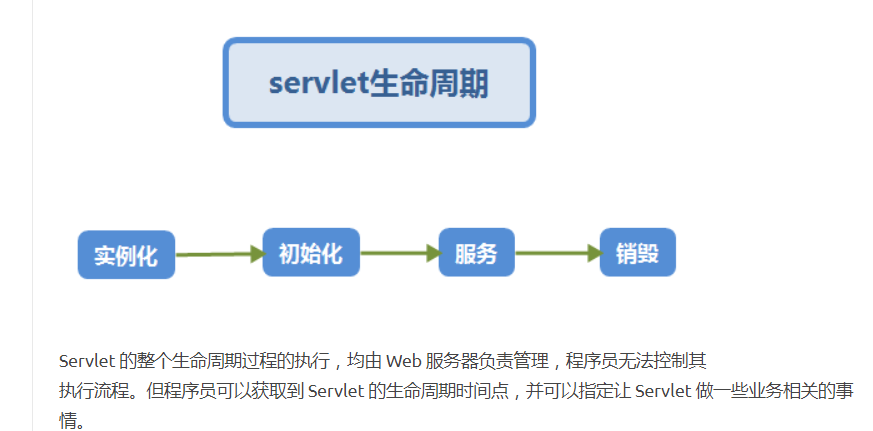 servlet生命周期
实例化
初始化
服务
销毁
Servlet 的整个生命周期过程的执行，均由 Web 服务器负责管理，程序员无法控制其
执行流程。但程序员可以获取到 Servlet 的生命周期时间点，并可以指定让 Servlet 做一些业务相关的事
情。